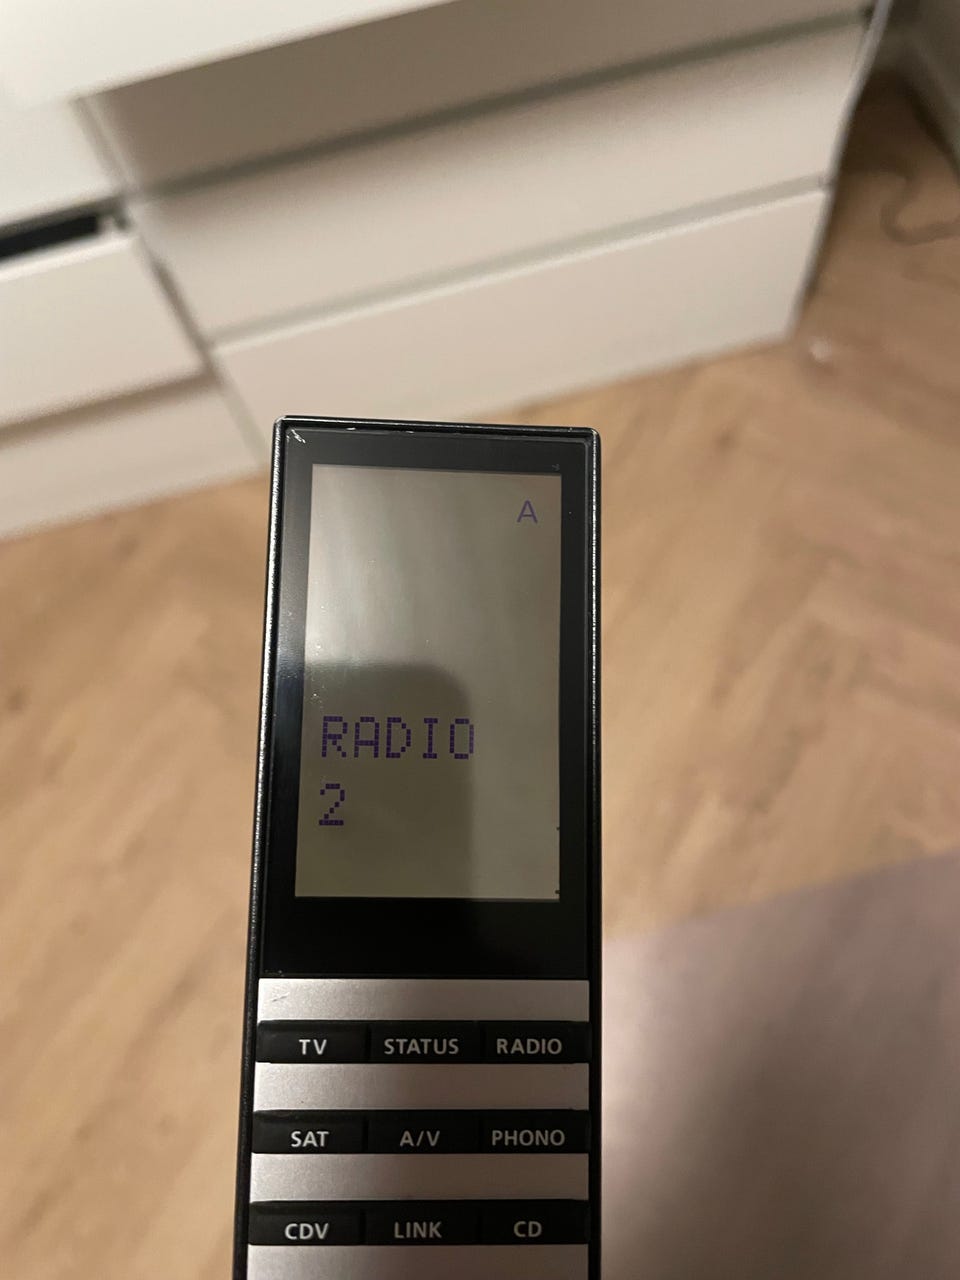 A
RADIO
2
TV STATUS RADIO
SAT A/V PHONO
CDV LINK CD